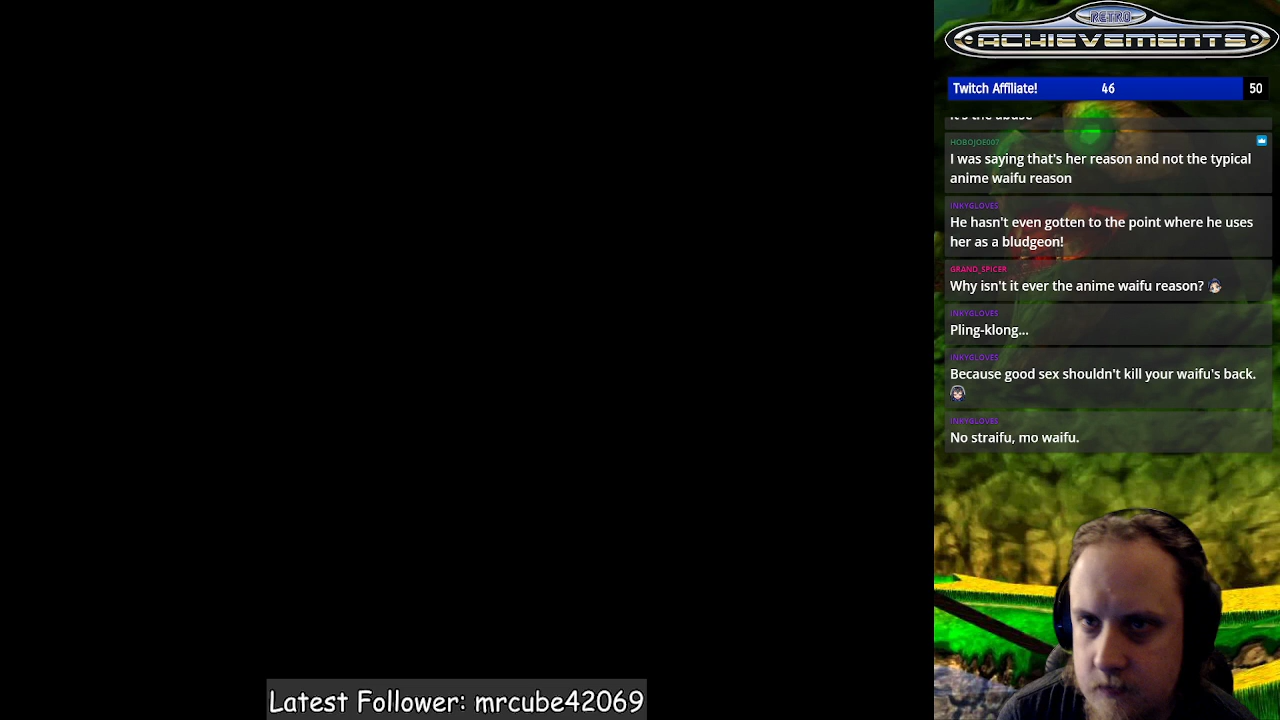 RETRO
ACHIEVEMENTS
Twitch Affiliate! 46 50
It's the abuse
HOBOJOE007
I was saying that's her reason and not the typical
anime waifu reason
INKYGLOVES
He hasn't even gotten to the point where he uses
her as a bludgeon!
GRAND_SPICER
Why isn't it ever the anime waifu reason?
INKYGLOVES
Pling-klong...
INKYGLOVES
Because good sex shouldn't kill your waifu's back.
INKYGLOVES
No straifu, mo waifu.
Latest Follower: mrcube42069